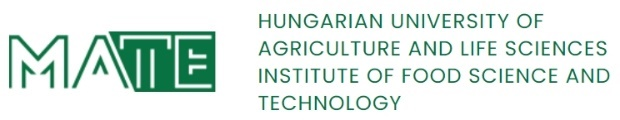 MATE
HUNGARIAN UNIVERSITY OF
AGRICULTURE AND LIFE SCIENCES
INSTITUTE OF FOOD SCIENCE AND
TECHNOLOGY